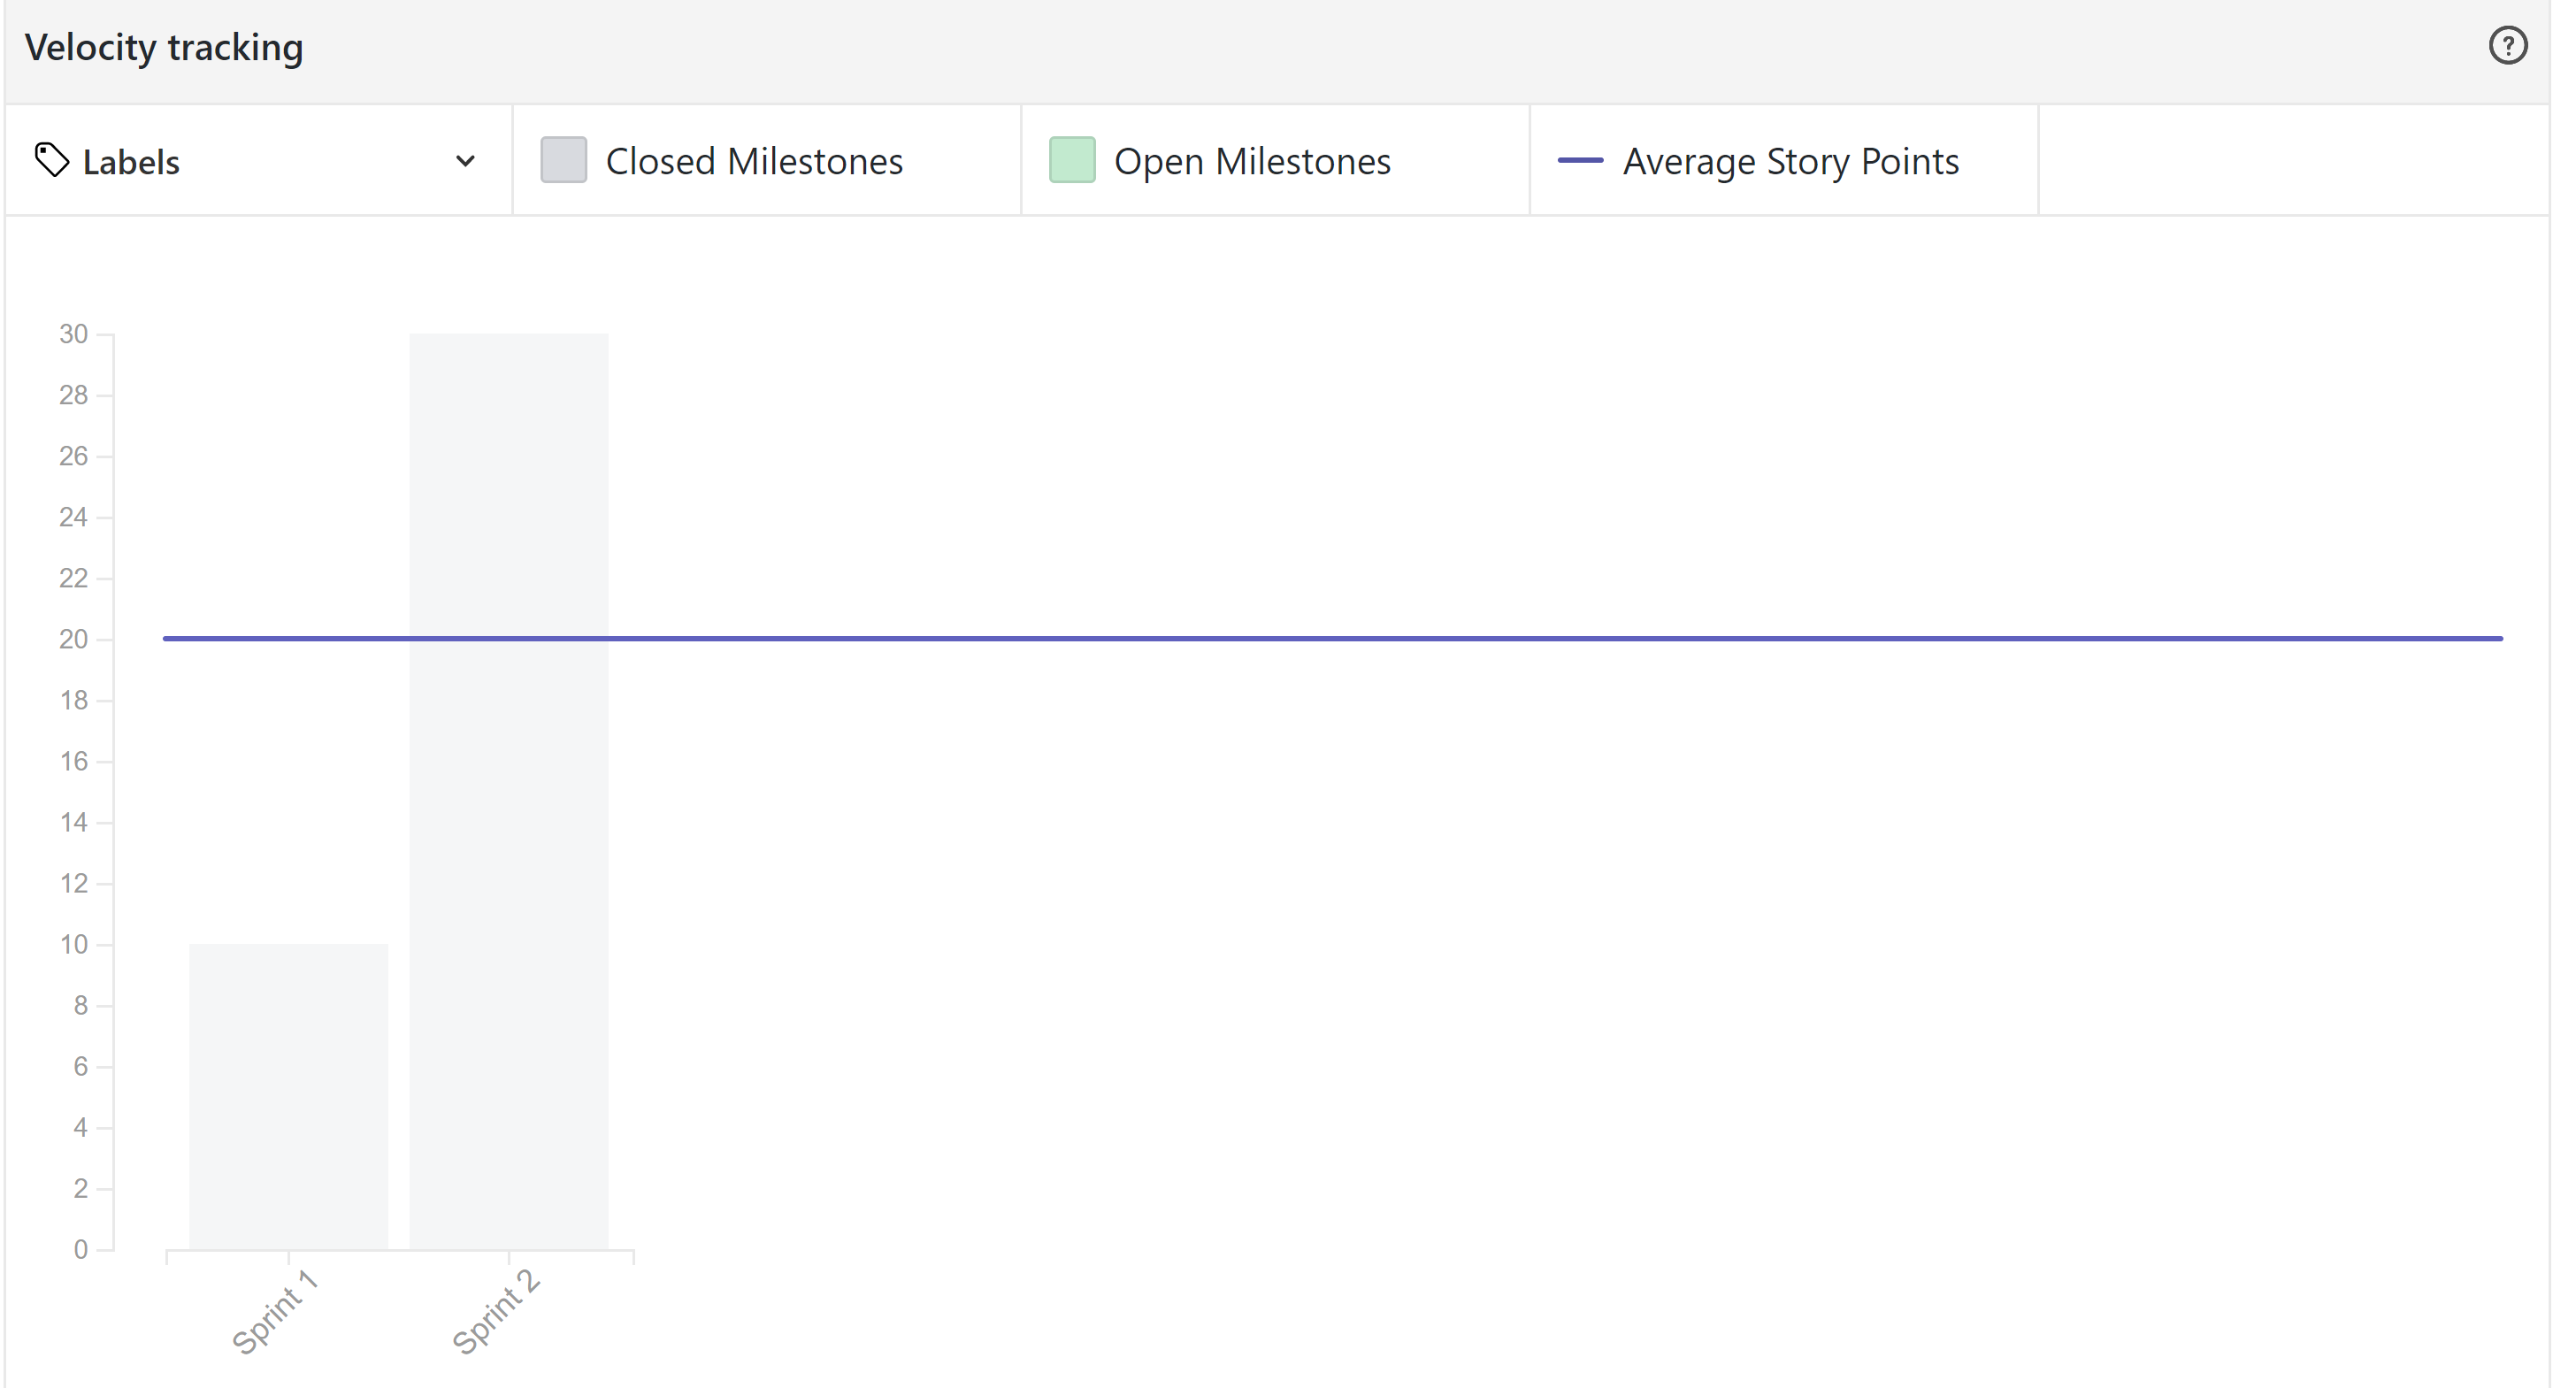 Velocity tracking
?
Labels
Closed Milestones
Open Milestones
Average Story Points
30
28
26
24
22
20
18
16
14
12
10
8
6
4
2
0
Sprint 1
Sprint 2